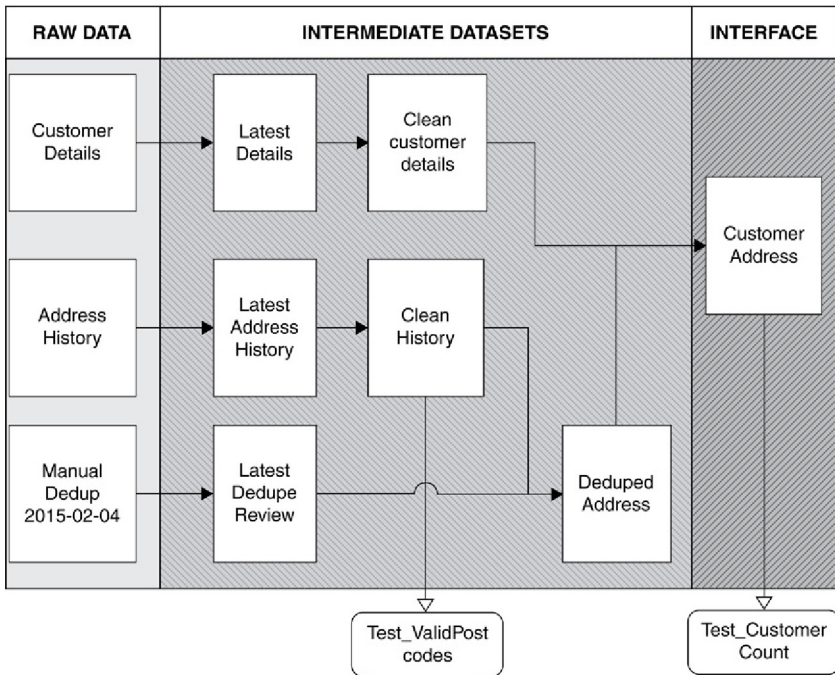 RAW DATA
INTERMEDIATE DATASETS
INTERFACE
Customer
Details
Latest
Details
Clean
customer
details
Customer
Address
Address
History
Latest
Address
History
Clean
History
Manual
Dedup
2015-02-04
Latest
Dedupe
Review
Deduped
Address
Test_ValidPost
codes
Test_Customer
Count